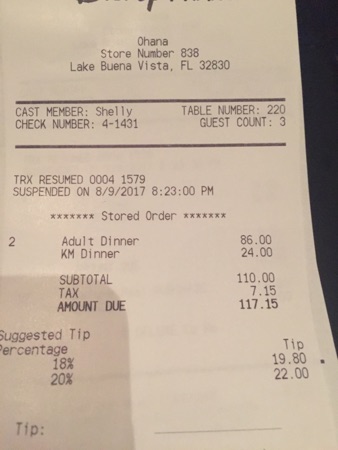 Ohana
Store Number 838
Lake Buena Vista, FL 32830
CAST MEMBER: Shelly TABLE NUMBER: 220
CHECK NUMBER: 4-1431 GUEST COUNT: 3
TRX RESUMED 0004 1579
SUSPENDED ON 8/9/2017 8:23:00 PM
******* Stored Order *******
2 Adult Dinner 86.00
KM Dinner 24.00
SUBTOTAL 110.00
TAX 7.15
AMOUNT DUE 117.15
Suggested Tip
Percentage Tip
18% 19.80
20% 22.00
Tip: